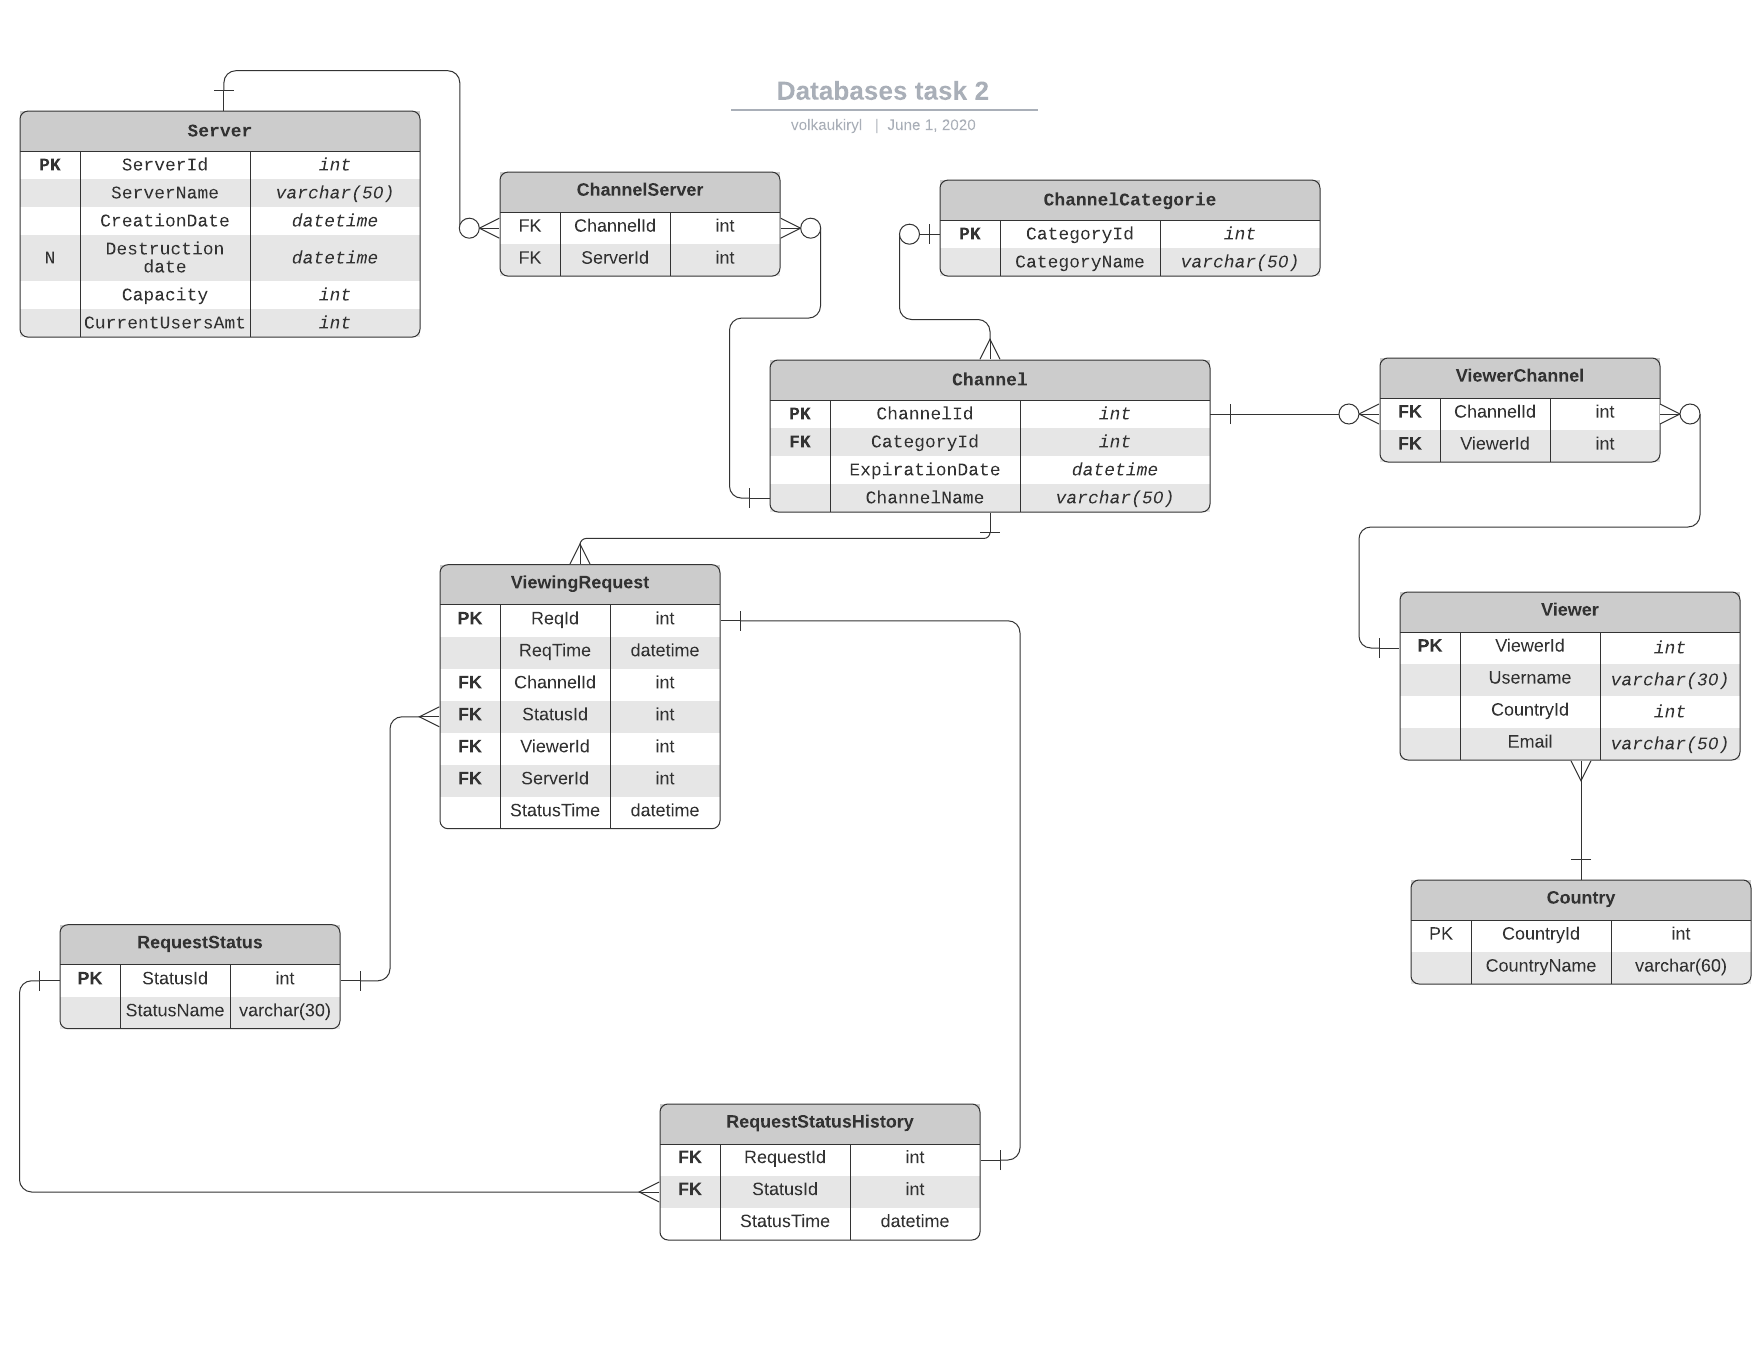 Databases task 2
volkaukiryl | June 1, 2020
Server
PK ServerId int
ServerName varchar(50)
CreationDate datetime
N Destruction date datetime
Capacity int
CurrentUsersAmt int
ChannelServer
FK ChannelId int
FK ServerId int
ChannelCategorie
PK CategoryId int
CategoryName varchar(50)
Channel
PK ChannelId int
FK CategoryId int
ExpirationDate datetime
ChannelName varchar(50)
ViewerChannel
FK ChannelId int
FK ViewerId int
ViewingRequest
PK ReqId int
ReqTime datetime
FK ChannelId int
FK StatusId int
FK ViewerId int
FK ServerId int
StatusTime datetime
Viewer
PK ViewerId int
Username varchar(30)
CountryId int
Email varchar(50)
Country
PK CountryId int
CountryName varchar(60)
RequestStatus
PK StatusId int
StatusName varchar(30)
RequestStatusHistory
FK RequestId int
FK StatusId int
StatusTime datetime